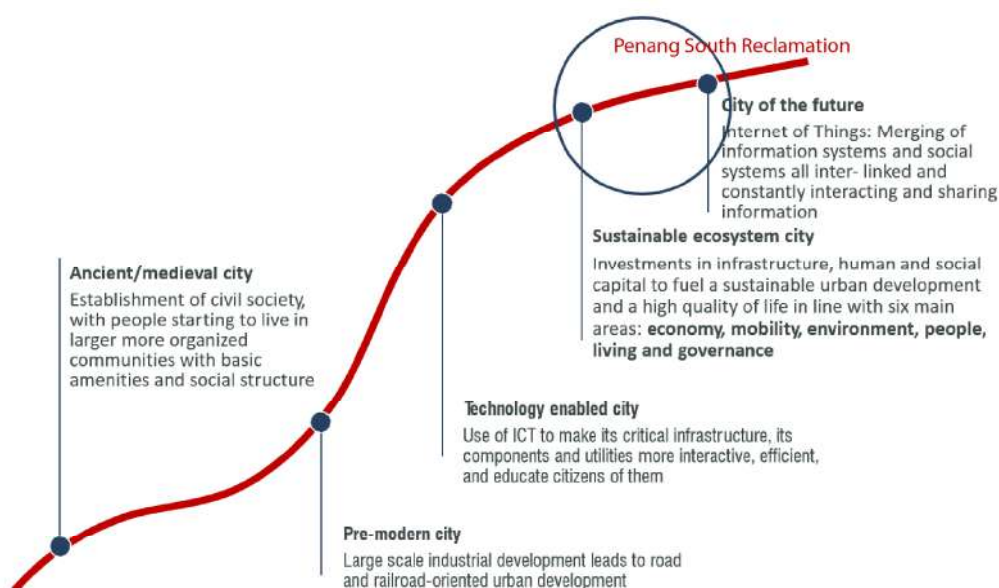 Penang South Reclamation
City of the future
Internet of Things: Merging of
information systems and social
systems all inter- linked and
constantly interacting and sharing
information
Sustainable ecosystem city
Investments in infrastructure, human and social
capital to fuel a sustainable urban development
and a high quality of life in line with six main
areas: economy, mobility, environment, people,
living and governance
Ancient/medieval city
Establishment of civil society,
with people starting to live in
larger more organized
communities with basic
amenities and social structure
Technology enabled city
Use of ICT to make its critical infrastructure, its
components and utilities more interactive, efficient,
and educate citizens of them
Pre-modern city
Large scale industrial development leads to road
and railroad-oriented urban development